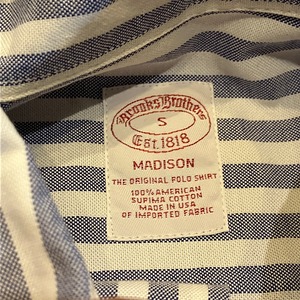 Brooks Brothers
S
Est. 1818
MADISON
THE ORIGINAL POLO SHIRT
100% AMERICAN
SUPIMA COTTON
MADE IN USA
OF IMPORTED FABRIC